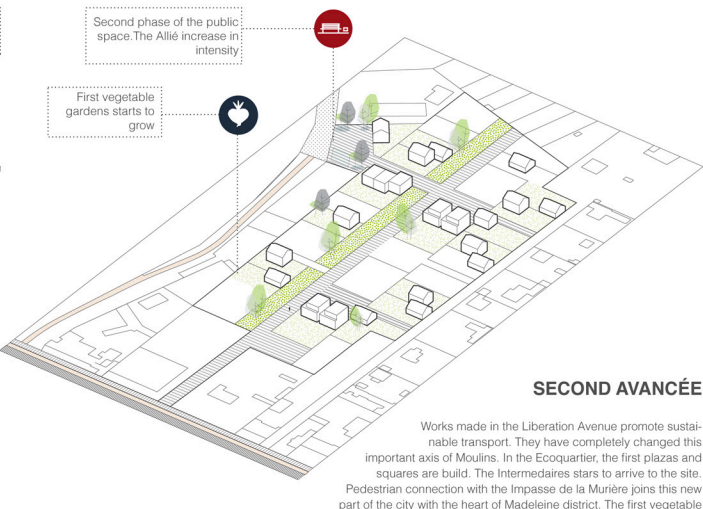 Second phase of the public
space.The Allié increase in
intensity
First vegetable
gardens starts to
grow
SECOND AVANCÉE
Works made in the Liberation Avenue promote sustai-
nable transport. They have completely changed this
important axis of Moulins. In the Ecoquartier, the first plazas and
squares are build. The Intermedaires stars to arrive to the site.
Pedestrian connection with the Impasse de la Murière joins this new
part of the city with the heart of Madeleine district. The first vegetable